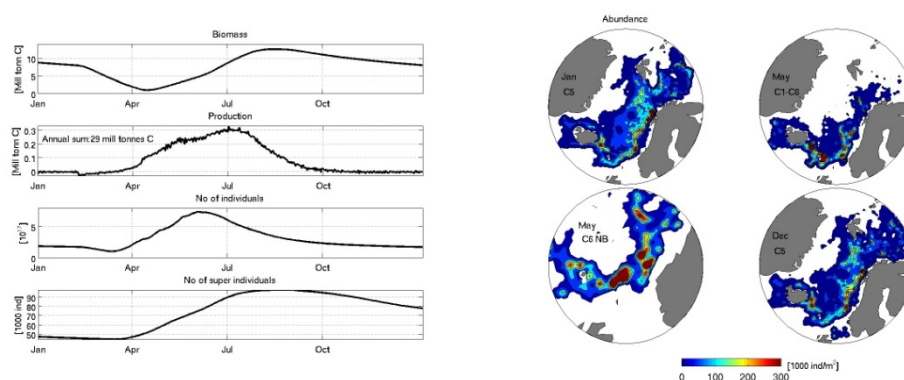 Biomass
[Mill tonn C]
10
5
0
Jan Apr Jul Oct
Production
[Mill tonn C]
Annual sum:29 mill tonnes C
0.3
0.2
0.1
0
Jan Apr Jul Oct
No of individuals
[10¹⁷]
5
0
Jan Apr Jul Oct
No of super individuals
[1000 ind]
90
80
70
60
50
Jan Apr Jul Oct
Abundance
Jan
C5
May
C1-C6
May
C6 NB
Dec
C5
[1000 ind/m²]
0 100 200 300